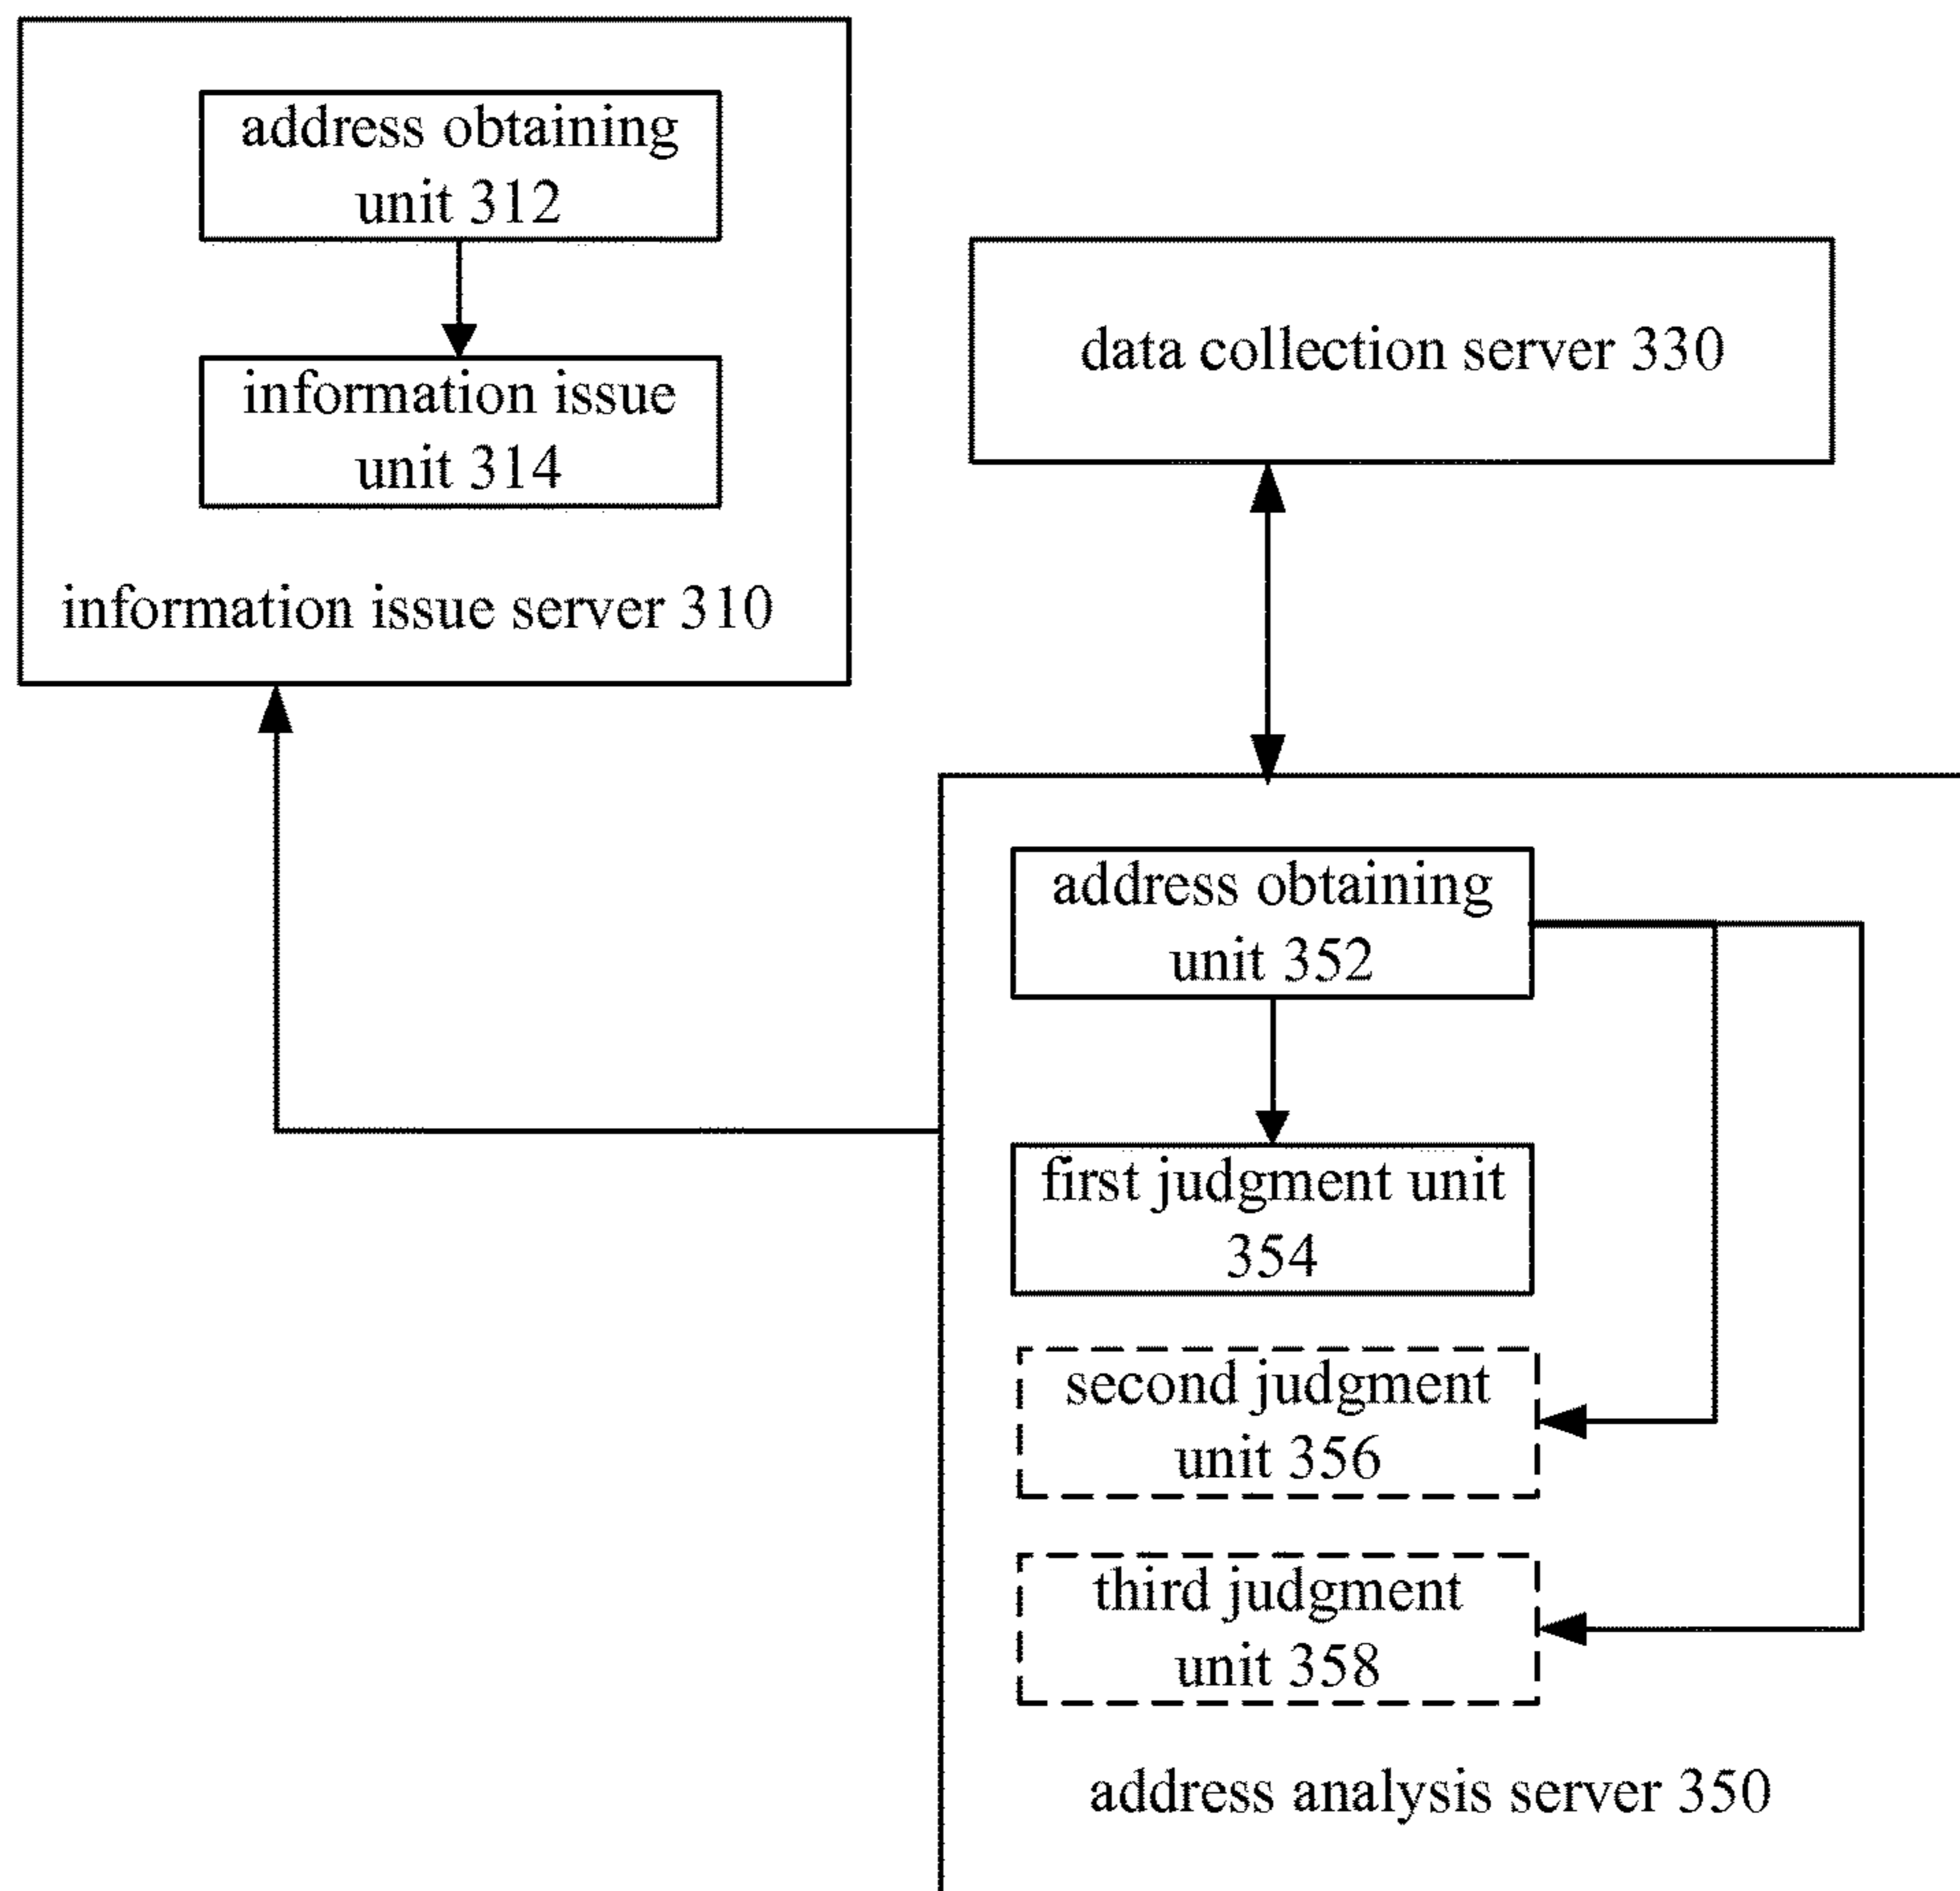 address obtaining
unit 312
information issue
unit 314
information issue server 310
data collection server 330
address obtaining
unit 352
first judgment unit
354
second judgment
unit 356
third judgment
unit 358
address analysis server 350